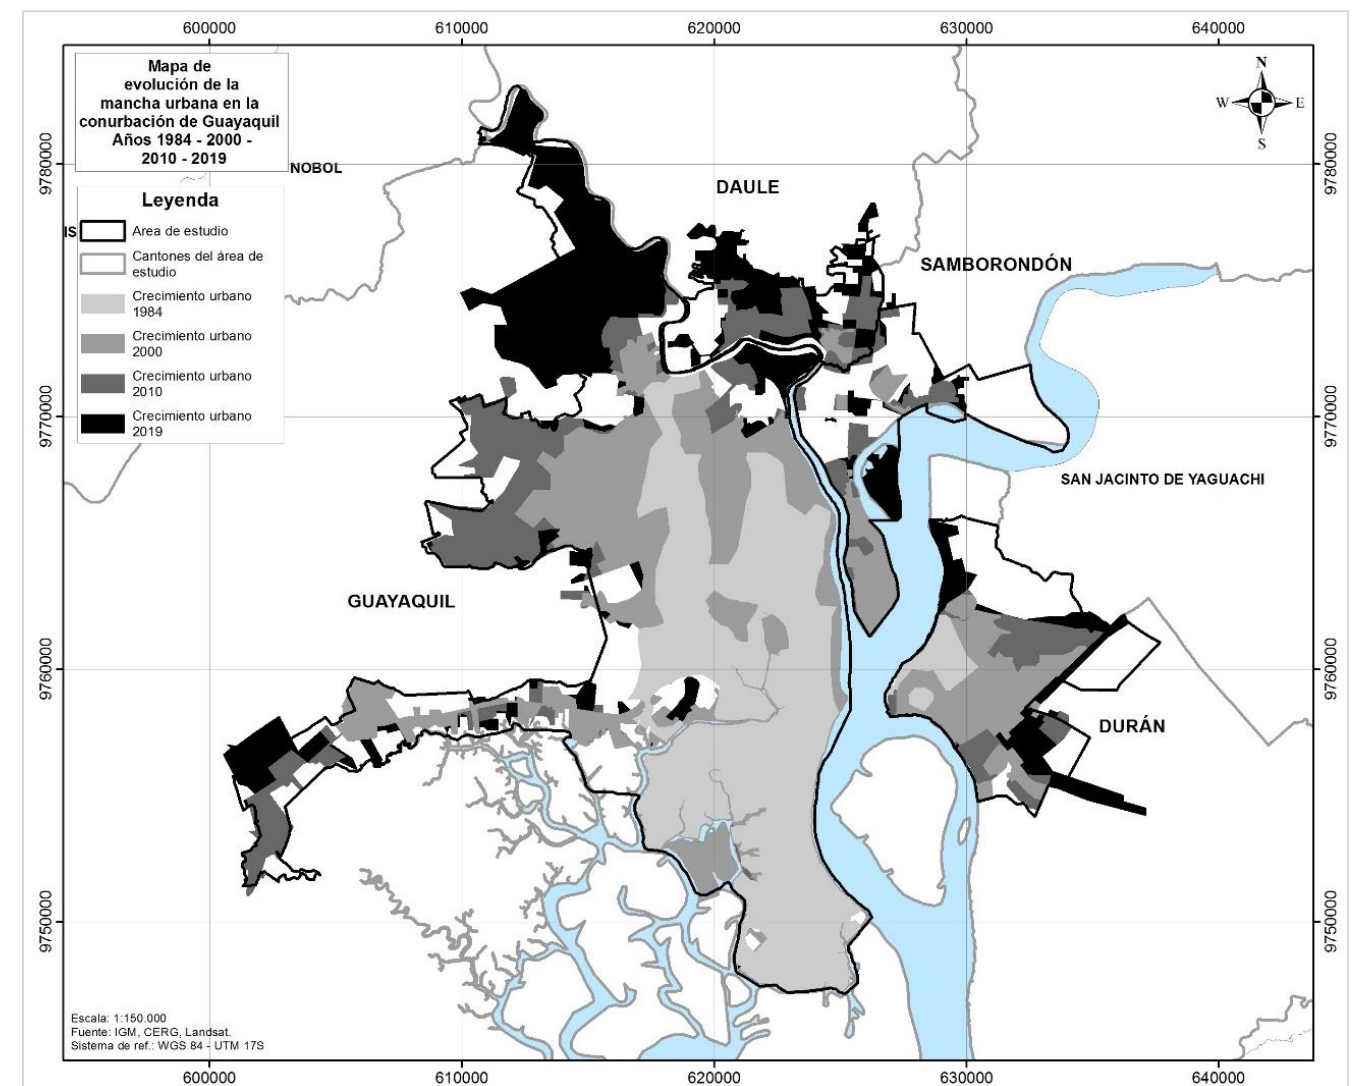 600000
610000
620000
630000
640000
Mapa de
evolución de la
mancha urbana en la
conurbación de Guayaquil
Años 1984 - 2000 -
2010 - 2019
N
W E
S
9780000
9780000
NOBOL
DAULE
Leyenda
IS
Area de estudio
Cantones del área de
estudio
Crecimiento urbano
1984
Crecimiento urbano
2000
Crecimiento urbano
2010
Crecimiento urbano
2019
SAMBORONDÓN
9770000
9770000
SAN JACINTO DE YAGUACHI
GUAYAQUIL
9760000
9760000
DURÁN
9750000
9750000
Escala: 1:150.000
Fuente: IGM, CERG, Landsat.
Sistema de ref.: WGS 84 - UTM 17S
600000
610000
620000
630000
640000